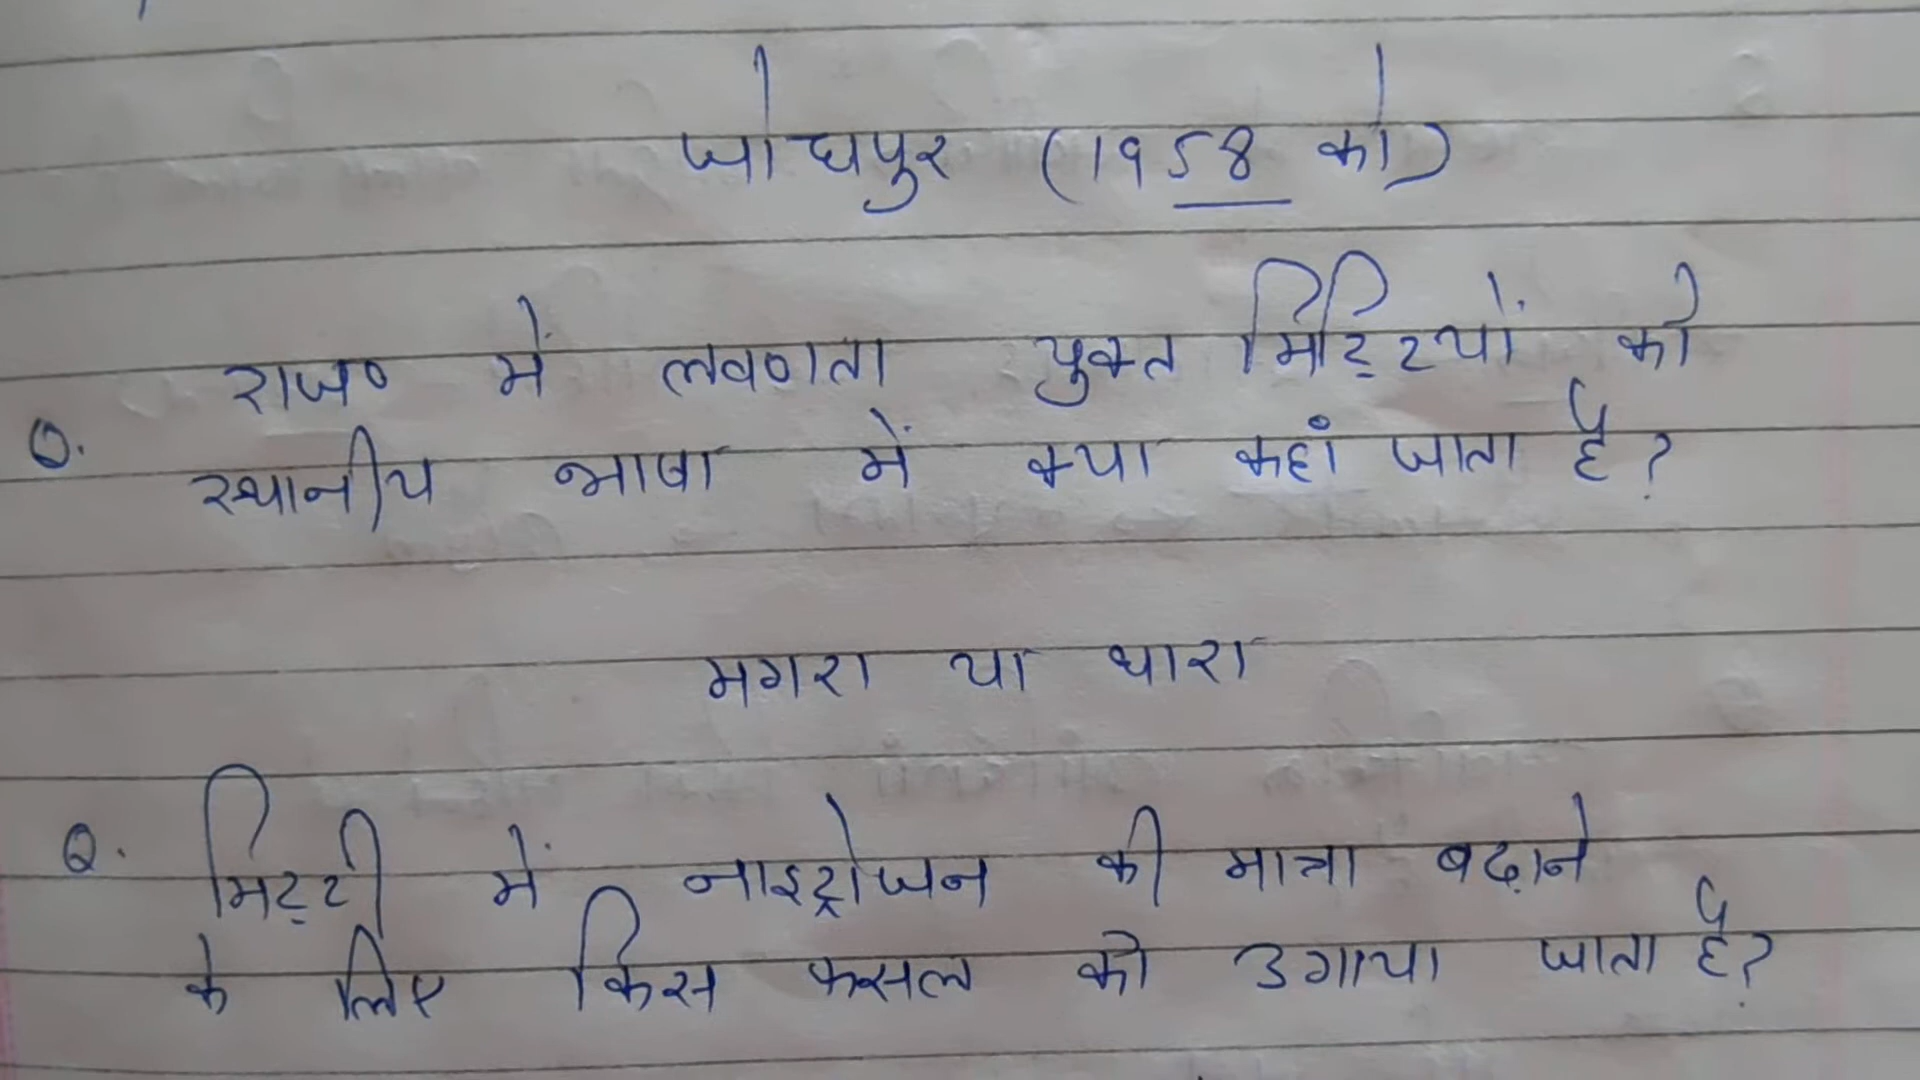 जोधपुर (1958 को)
राज० में लवणता युक्त मिट्टियों को
Q. स्थानीय भाषा में क्या कहां जाता है?
मगरा या धारा
Q. मिट्टी में नाइट्रोजन की मात्रा बढ़ाने
के लिए किस फसल को उगाया जाता है?